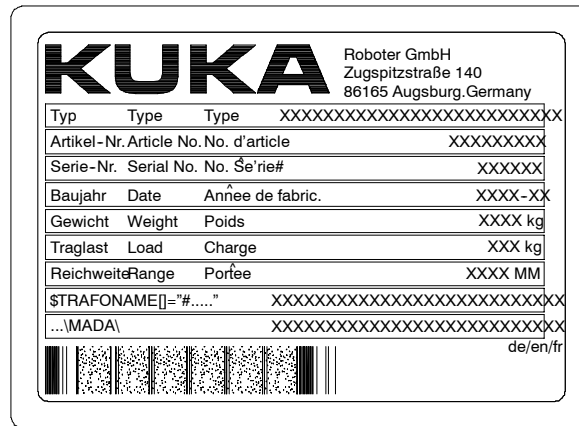 KUKA
Roboter GmbH
Zugspitzstraße 140
86165 Augsburg.Germany
Typ Type Type XXXXXXXXXXXXXXXXXXXXXXXXXX
Artikel-Nr. Article No. No. d'article XXXXXXXXX
Serie-Nr. Serial No. No. Sê'rie# XXXXXX
Baujahr Date Anňee de fabric. XXXX-XX
Gewicht Weight Poids XXXX kg
Traglast Load Charge XXX kg
Reichweite Range Portêe XXXX MM
$TRAFONAME[]="#....." XXXXXXXXXXXXXXXXXXXXXXXXXX
...\MADA\ XXXXXXXXXXXXXXXXXXXXXXXXXX
de/en/fr